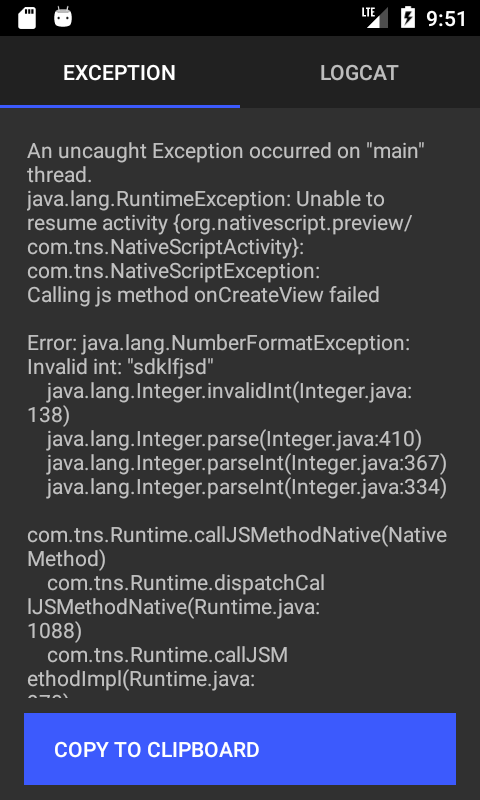 LTE 9:51
EXCEPTION LOGCAT
An uncaught Exception occurred on "main"
thread.
java.lang.RuntimeException: Unable to
resume activity {org.nativescript.preview/
com.tns.NativeScriptActivity}:
com.tns.NativeScriptException:
Calling js method onCreateView failed
Error: java.lang.NumberFormatException:
Invalid int: "sdklfjsd"
java.lang.Integer.invalidInt(Integer.java:
138)
java.lang.Integer.parse(Integer.java:410)
java.lang.Integer.parseInt(Integer.java:367)
java.lang.Integer.parseInt(Integer.java:334)
com.tns.Runtime.callJSMethodNative(Native
Method)
com.tns.Runtime.dispatchCal
lJSMethodNative(Runtime.java:
1088)
com.tns.Runtime.callJSM
ethodImpl(Runtime.java:
COPY TO CLIPBOARD